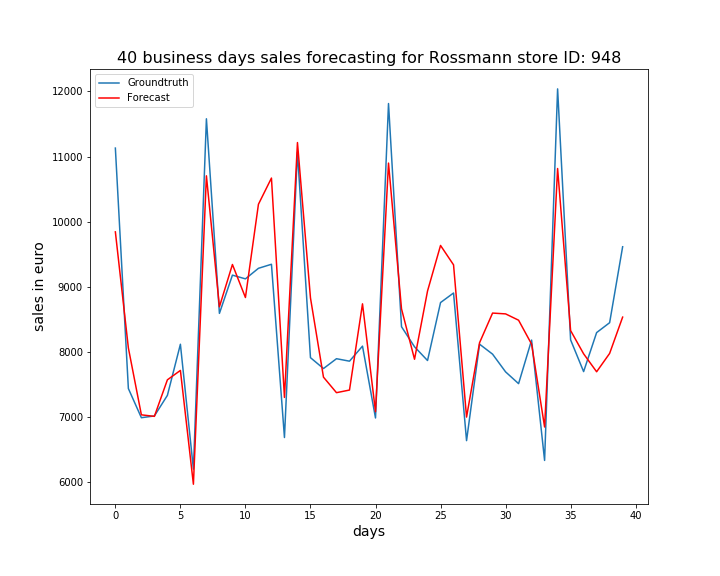 40 business days sales forecasting for Rossmann store ID: 948
Groundtruth
Forecast
12000
11000
10000
9000
8000
7000
6000
sales in euro
0 5 10 15 20 25 30 35 40
days